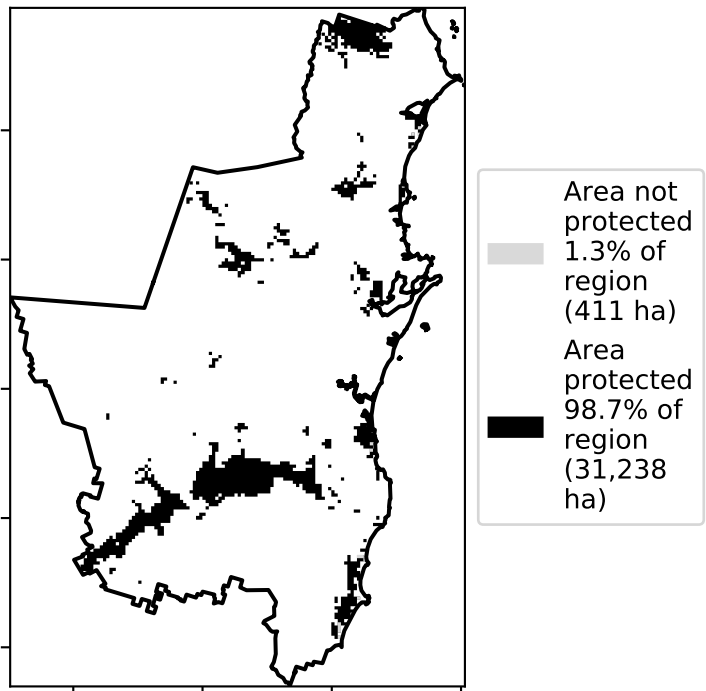 Area not
protected
1.3% of
region
(411 ha)
Area
protected
98.7% of
region
(31,238
ha)